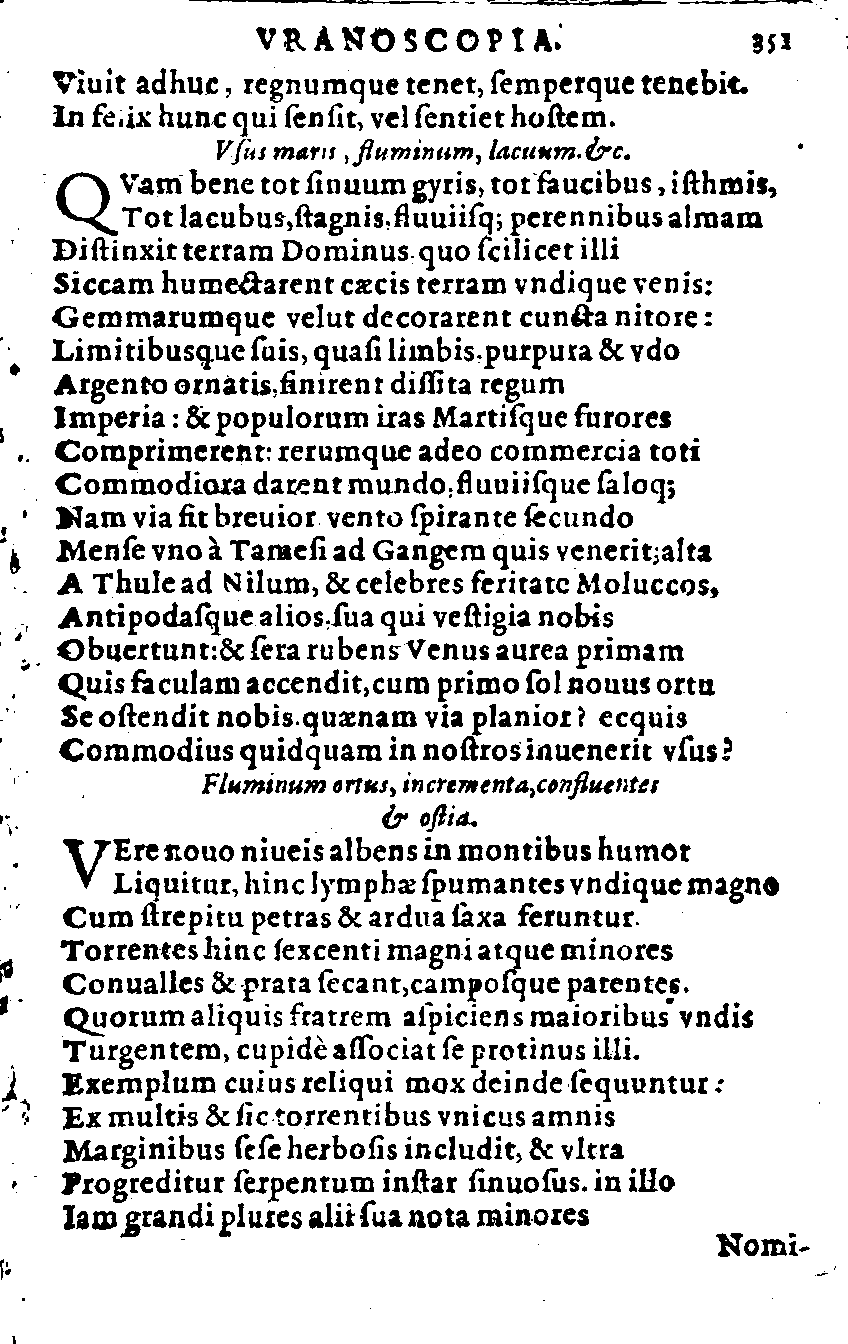 VRANOSCOPIA. 351
Viuit adhuc, regnumque tenet, ſemperque tenebit.
In felix hunc qui ſenſit, vel ſentiet hoſtem.
Vſus maris, fluminum, lacuum. &c.
QVam bene tot ſinuum gyris, tot faucibus, iſthmis,
Tot lacubus, ſtagnis, fluuiiſq; perennibus almam
Diſtinxit terram Dominus. quo ſcilicet illi
Siccam humectarent cæcis terram vndique venis:
Gemmarumque velut decorarent cuncta nitore:
Limitibusque ſuis, quaſi limbis, purpura & vdo
Argento ornatis, finirent diſſita regum
Imperia: & populorum iras Martiſque furores
Comprimerent: rerumque adeo commercia toti
Commodiora darent mundo, fluuiiſque ſaloq;
Nam via fit breuior vento ſpirante ſecundo
Menſe vno à Tameſi ad Gangem quis venerit; alta
A Thule ad Nilum, & celebres feritate Moluccos,
Antipodaſque alios, ſua qui veſtigia nobis
Obuertunt: & ſera rubens Venus aurea primam
Quis faculam accendit, cum primo ſol nouus ortu
Se oſtendit nobis. quænam via planior? ecquis
Commodius quidquam in noſtros inuenerit vſus?
Fluminum ortus, incrementa, confluentes
& oſtia.
VEre nouo niueis albens in montibus humor
Liquitur, hinc lymphæ ſpumantes vndique magno
Cum ſtrepitu petras & ardua ſaxa feruntur.
Torrentes hinc ſexcenti magni atque minores
Conualles & prata ſecant, campoſque parentes.
Quorum aliquis fratrem aſpiciens maioribus vndis
Turgentem, cupidè aſſociat ſe protinus illi.
Exemplum cuius reliqui mox deinde ſequuntur:
Ex multis & ſic torrentibus vnicus amnis
Marginibus ſeſe herboſis includit, & vltra
Progreditur ſerpentum inſtar ſinuoſus. in illo
Iam grandi plures alii ſua nota minores
Nomi-